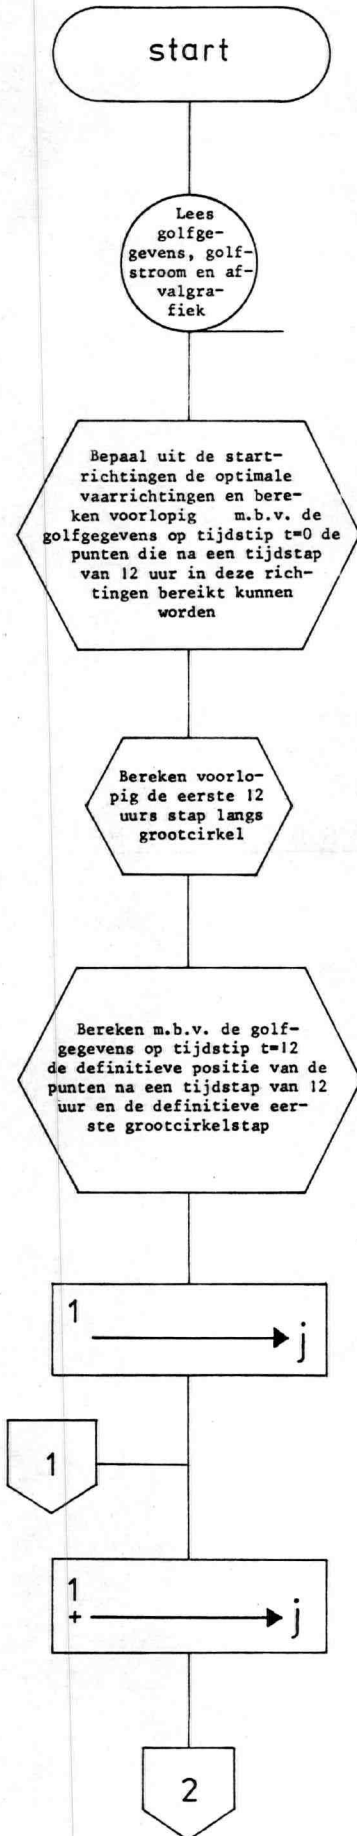 start
Lees
golfge-
gevens, golf-
stroom en af-
valgra-
fiek
Bepaal uit de start-
richtingen de optimale
vaarrichtingen en bere-
ken voorlopig m.b.v. de
golfgegevens op tijdstip t=0 de
punten die na een tijdstap
van 12 uur in deze rich-
tingen bereikt kunnen
worden
Bereken voorlo-
pig de eerste 12
uurs stap langs
grootcirkel
Bereken m.b.v. de golf-
gegevens op tijdstip t=12
de definitieve positie van de
punten na een tijdstap van 12
uur en de definitieve eer-
ste grootcirkelstap
1 j
1
1
+ j
2